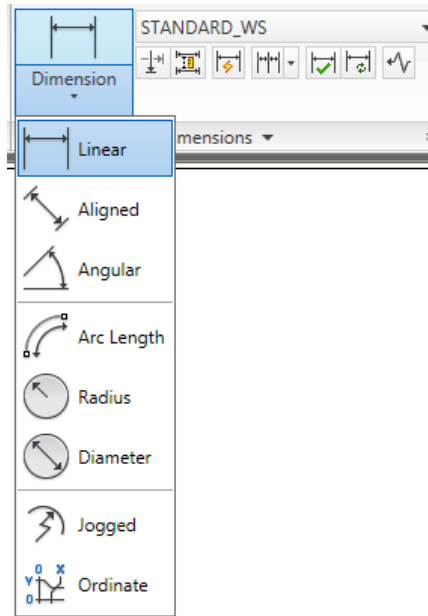 STANDARD_WS
Dimension
mensions
Linear
Aligned
Angular
Arc Length
Radius
Diameter
Jogged
Y O X
O
Ordinate